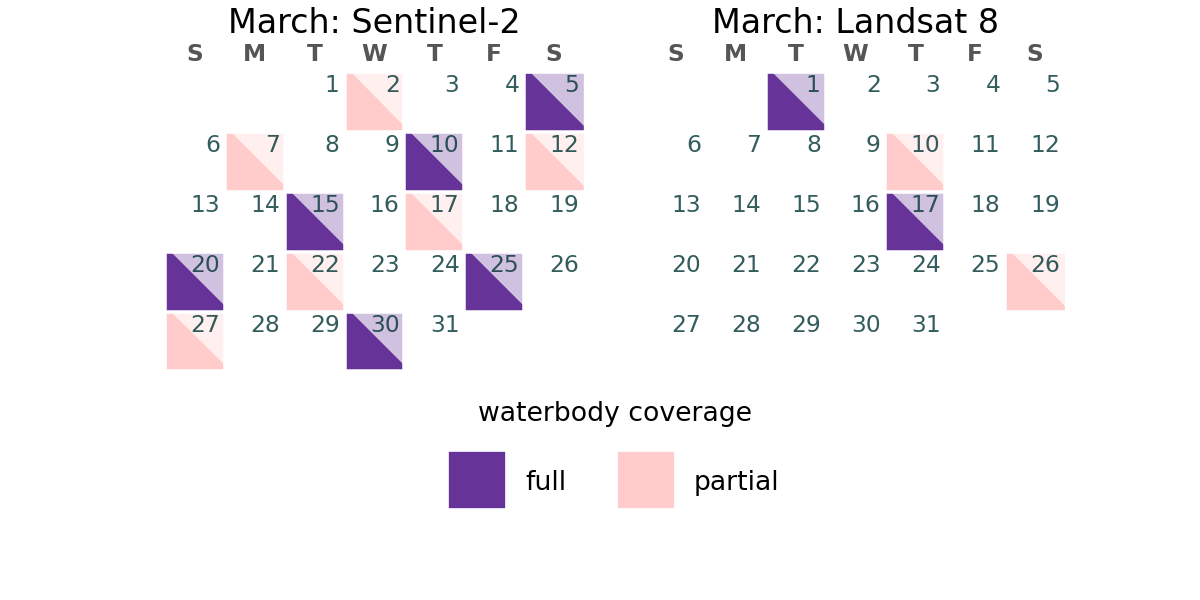 March: Sentinel-2
S M T W T F S
1 2 3 4 5
6 7 8 9 10 11 12
13 14 15 16 17 18 19
20 21 22 23 24 25 26
27 28 29 30 31
March: Landsat 8
S M T W T F S
1 2 3 4 5
6 7 8 9 10 11 12
13 14 15 16 17 18 19
20 21 22 23 24 25 26
27 28 29 30 31
waterbody coverage
full
partial